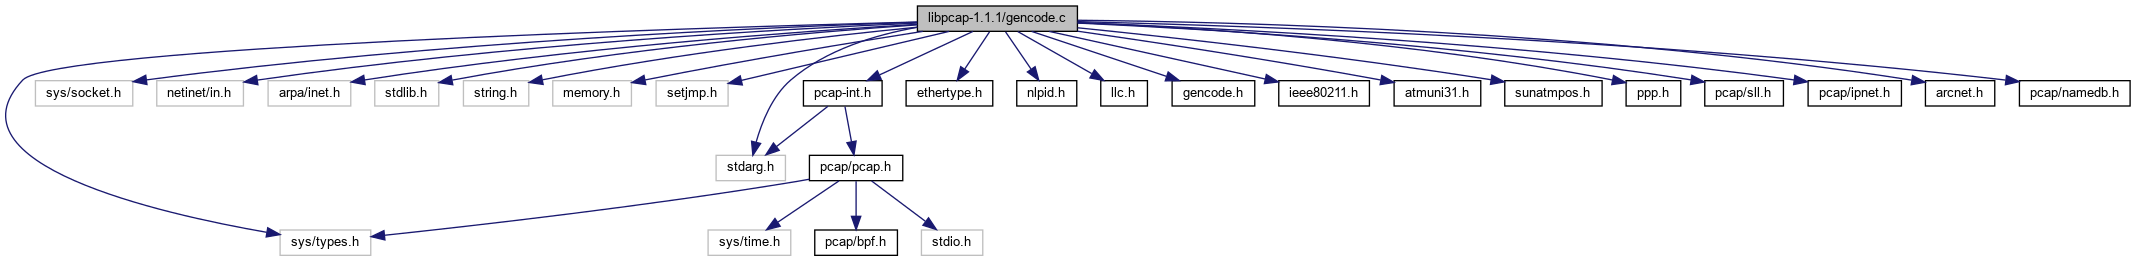 libpcap-1.1.1/gencode.c
sys/socket.h
netinet/in.h
arpa/inet.h
stdlib.h
string.h
memory.h
setjmp.h
pcap-int.h
ethertype.h
nlpid.h
llc.h
gencode.h
ieee80211.h
atmuni31.h
sunatmpos.h
ppp.h
pcap/sll.h
pcap/ipnet.h
arcnet.h
pcap/namedb.h
stdarg.h
pcap/pcap.h
sys/types.h
sys/time.h
pcap/bpf.h
stdio.h